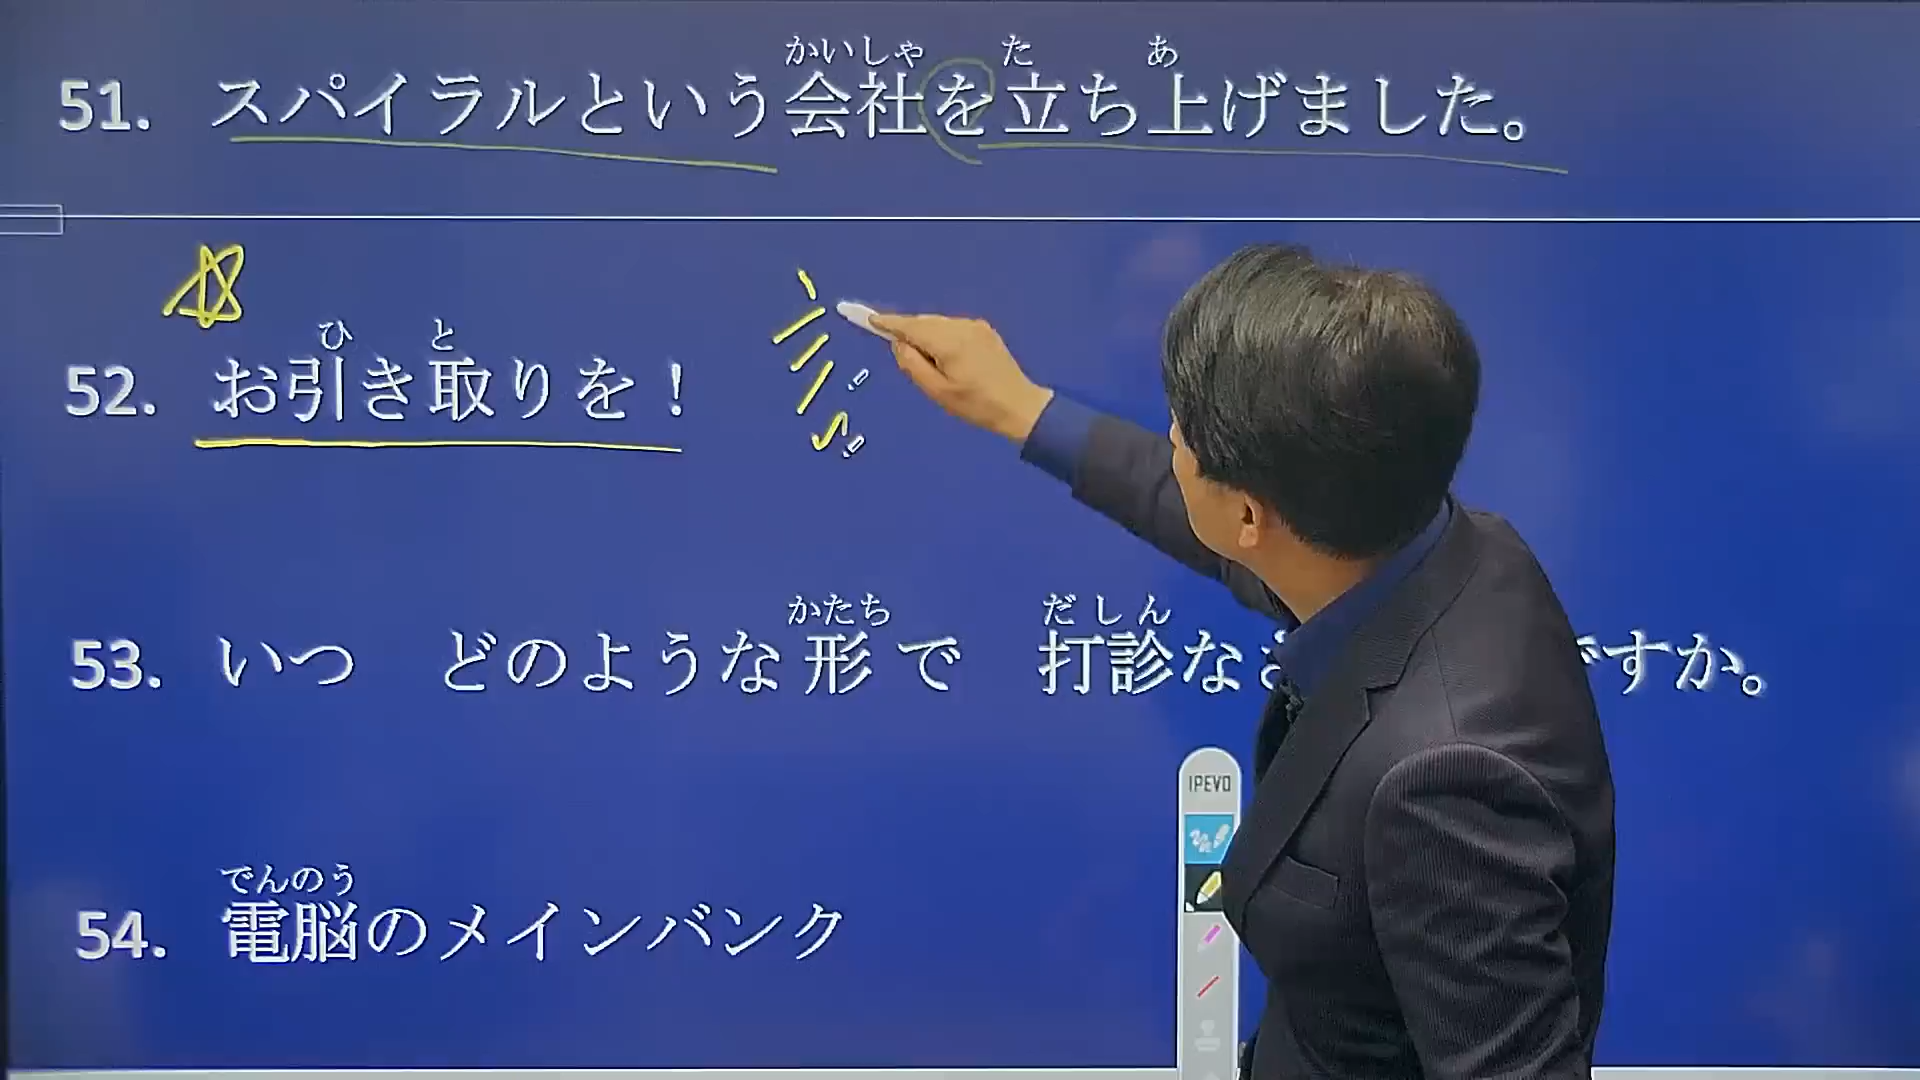 かいしゃ た あ
51. スパイラルという会社を立ち上げました。
ひ と
52. お引き取りを！
かたち だしん
53. いつ どのような形で 打診な ですか。
IPEVO
でんのう
54. 電脳のメインバンク